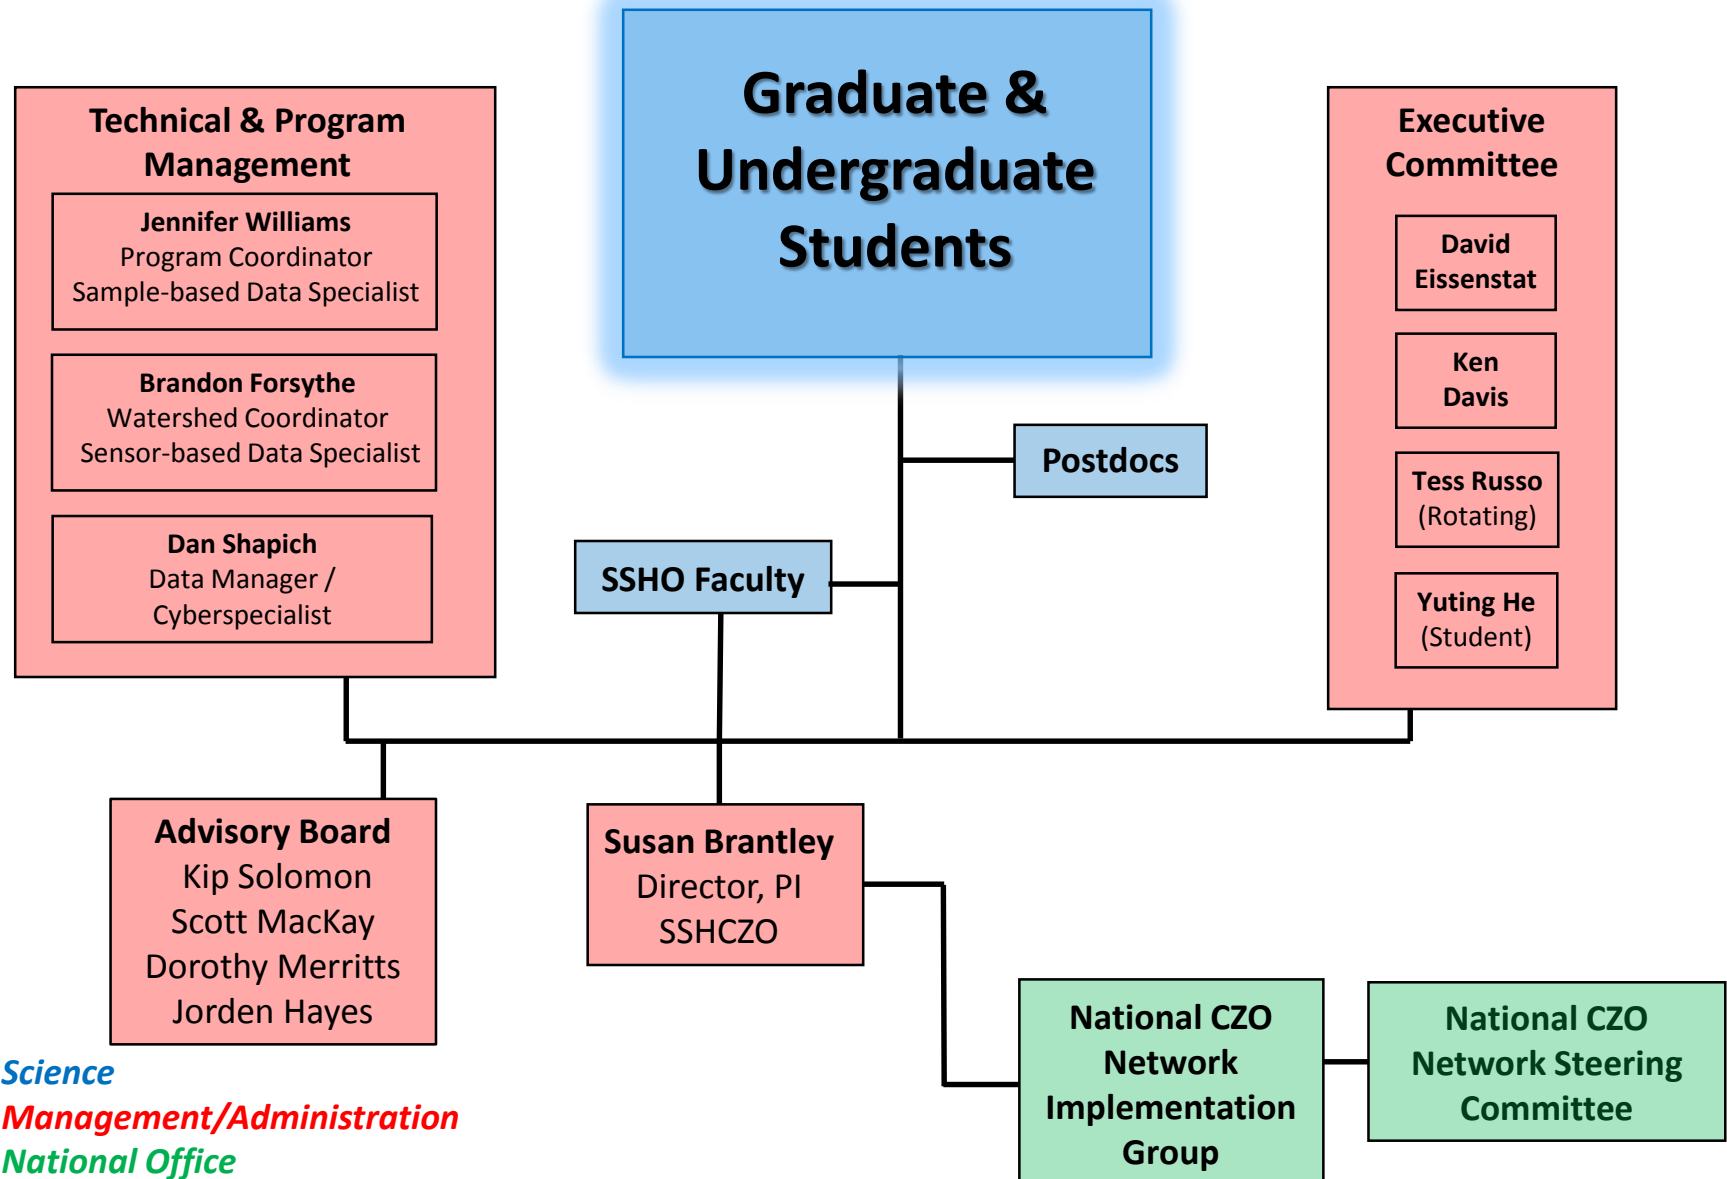 Graduate &
Undergraduate
Students
Technical & Program
Management
Jennifer Williams
Program Coordinator
Sample-based Data Specialist
Brandon Forsythe
Watershed Coordinator
Sensor-based Data Specialist
Dan Shapich
Data Manager /
Cyberspecialist
Executive
Committee
David
Eissenstat
Ken
Davis
Tess Russo
(Rotating)
Yuting He
(Student)
Postdocs
SSHO Faculty
Advisory Board
Kip Solomon
Scott MacKay
Dorothy Merritts
Jorden Hayes
Susan Brantley
Director, PI
SSHCZO
National CZO
Network
Implementation
Group
National CZO
Network Steering
Committee
Science
Management/Administration
National Office